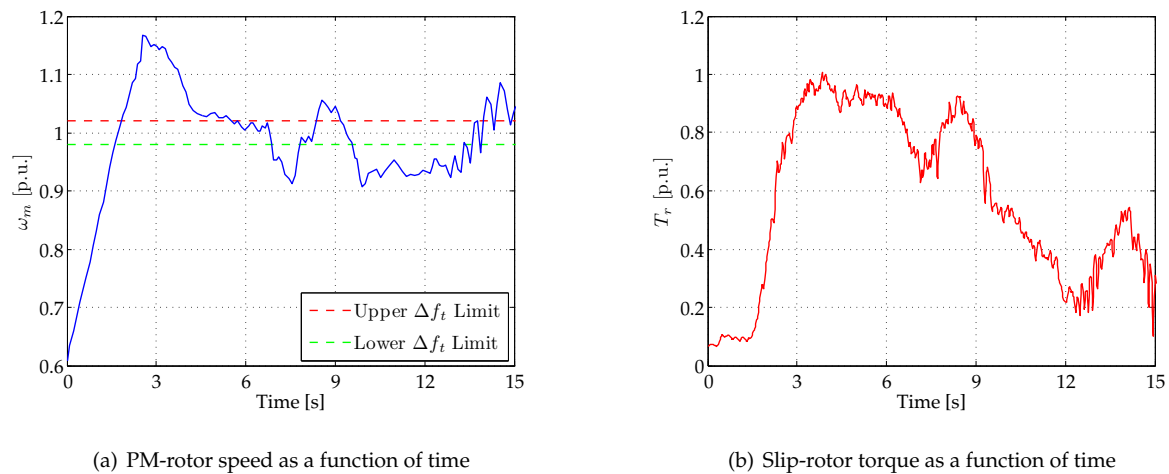 1.2
1.1
1
0.9
0.8
0.7
0.6
ω_m [p.u.]
0 3 6 9 12 15
Time [s]
Upper Δf_t Limit
Lower Δf_t Limit
(a) PM-rotor speed as a function of time
1.2
1
0.8
0.6
0.4
0.2
0
T_r [p.u.]
0 3 6 9 12 15
Time [s]
(b) Slip-rotor torque as a function of time